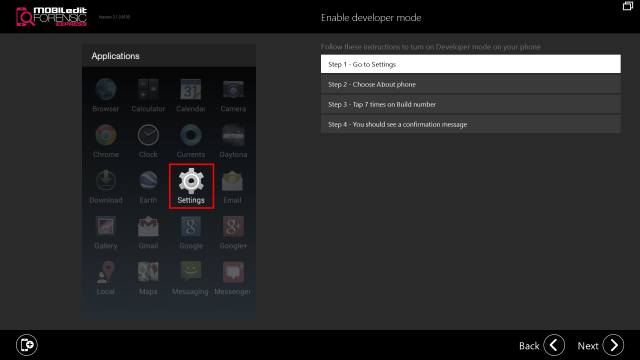 MOBILedit
FORENSIC
EXPRESS
Enable developer mode
Applications
Browser Calculator Calendar Camera
31
Chrome Clock Currents Daytona
Download Earth Settings Email
Gallery Gmail Google Google+
Local Maps Messaging Messenger
Follow these instructions to turn on Developer mode on your phone
Step 1 - Go to Settings
Step 2 - Choose About phone
Step 3 - Tap 7 times on Build number
Step 4 - You should see a confirmation message
Back Next